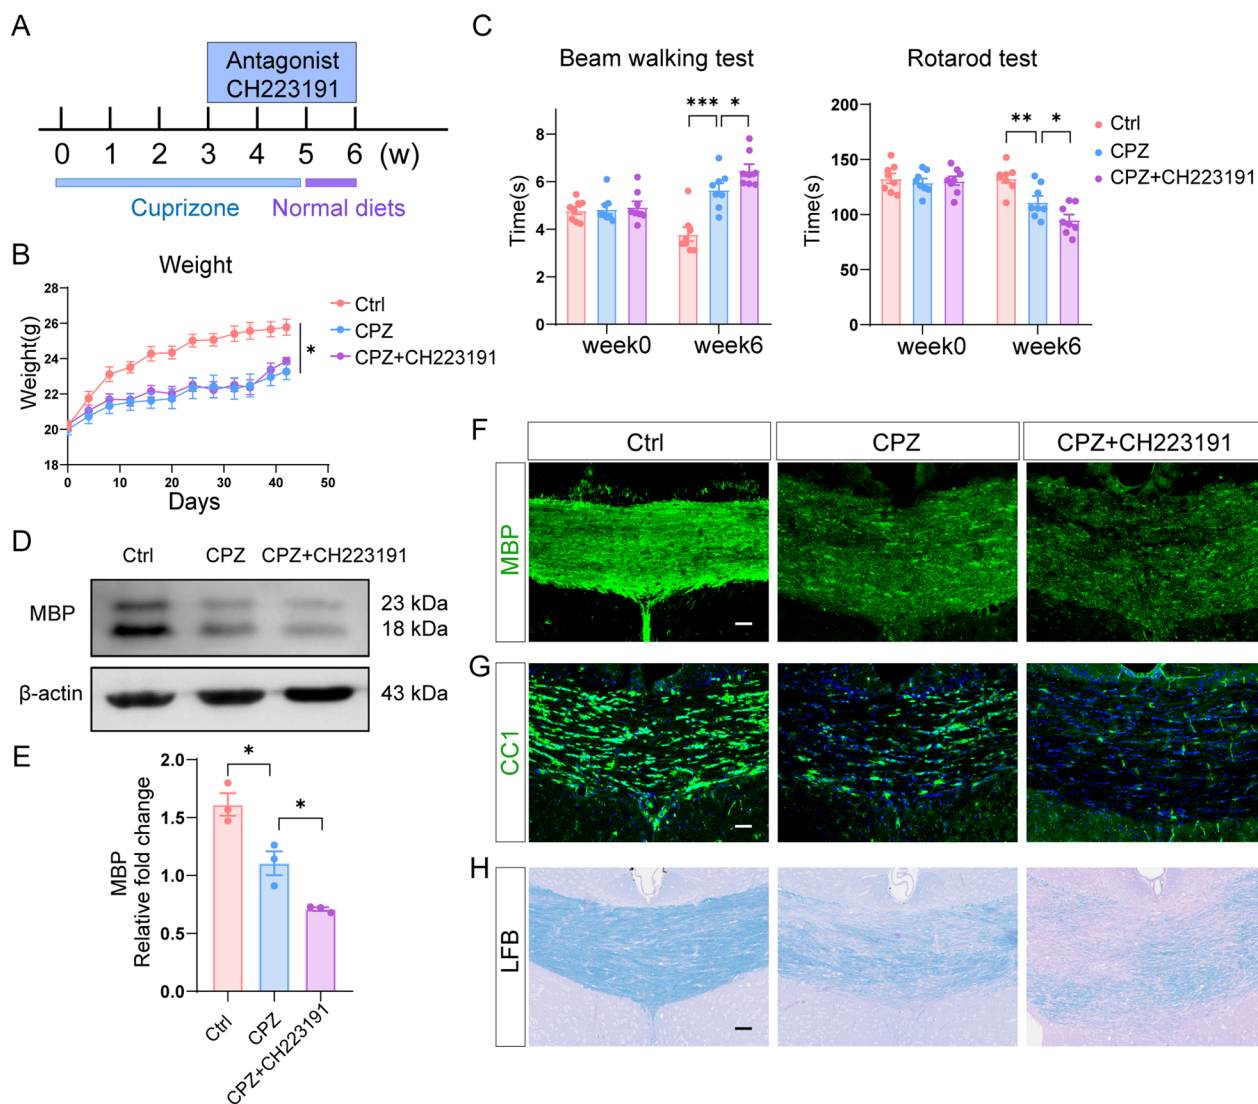 A
Antagonist
CH223191
0 1 2 3 4 5 6 (w)
Cuprizone
Normal diets
B
Weight
Weight(g)
28
26
24
22
20
18
0 10 20 30 40 50
Days
Ctrl
CPZ
CPZ+CH223191
*
C
Beam walking test
Time(s)
8
6
4
2
0
*** *
week0 week6
Rotarod test
Time(s)
200
150
100
50
0
** *
week0 week6
Ctrl
CPZ
CPZ+CH223191
D
Ctrl CPZ CPZ+CH223191
MBP
23 kDa
18 kDa
β-actin
43 kDa
E
MBP
Relative fold change
2.0
1.5
1.0
0.5
0.0
*
*
Ctrl
CPZ
CPZ+CH223191
F
Ctrl CPZ CPZ+CH223191
MBP
G
CC1
H
LFB